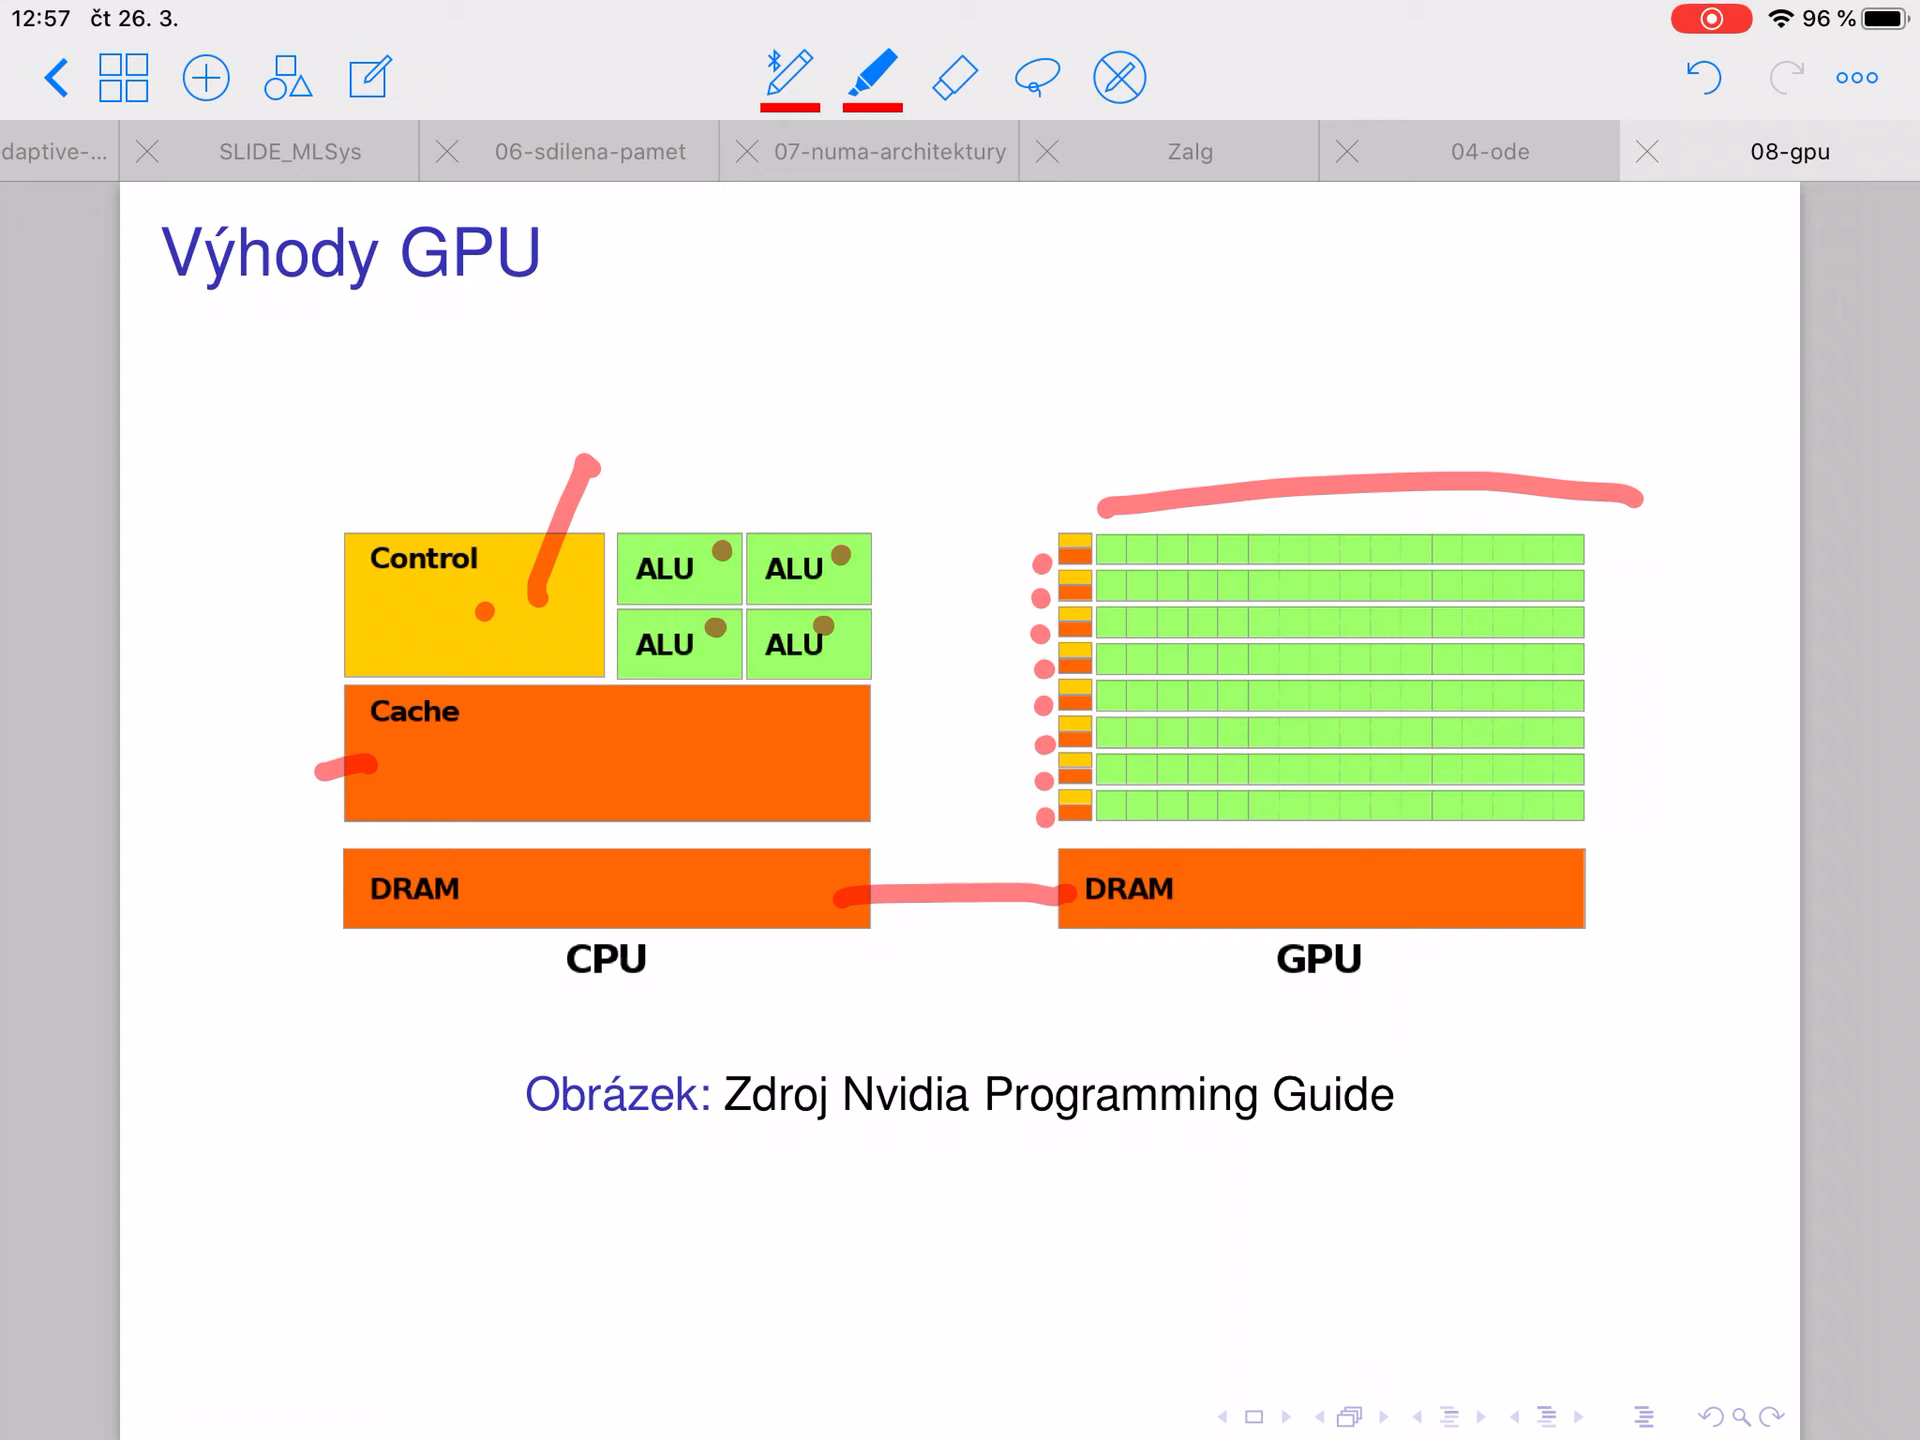 12:57 čt 26. 3.
96 %
daptive-...
SLIDE_MLSys
06-sdilena-pamet
07-numa-architektury
Zalg
04-ode
08-gpu
Výhody GPU
Control
ALU ALU
ALU ALU
Cache
DRAM
CPU
DRAM
GPU
Obrázek: Zdroj Nvidia Programming Guide